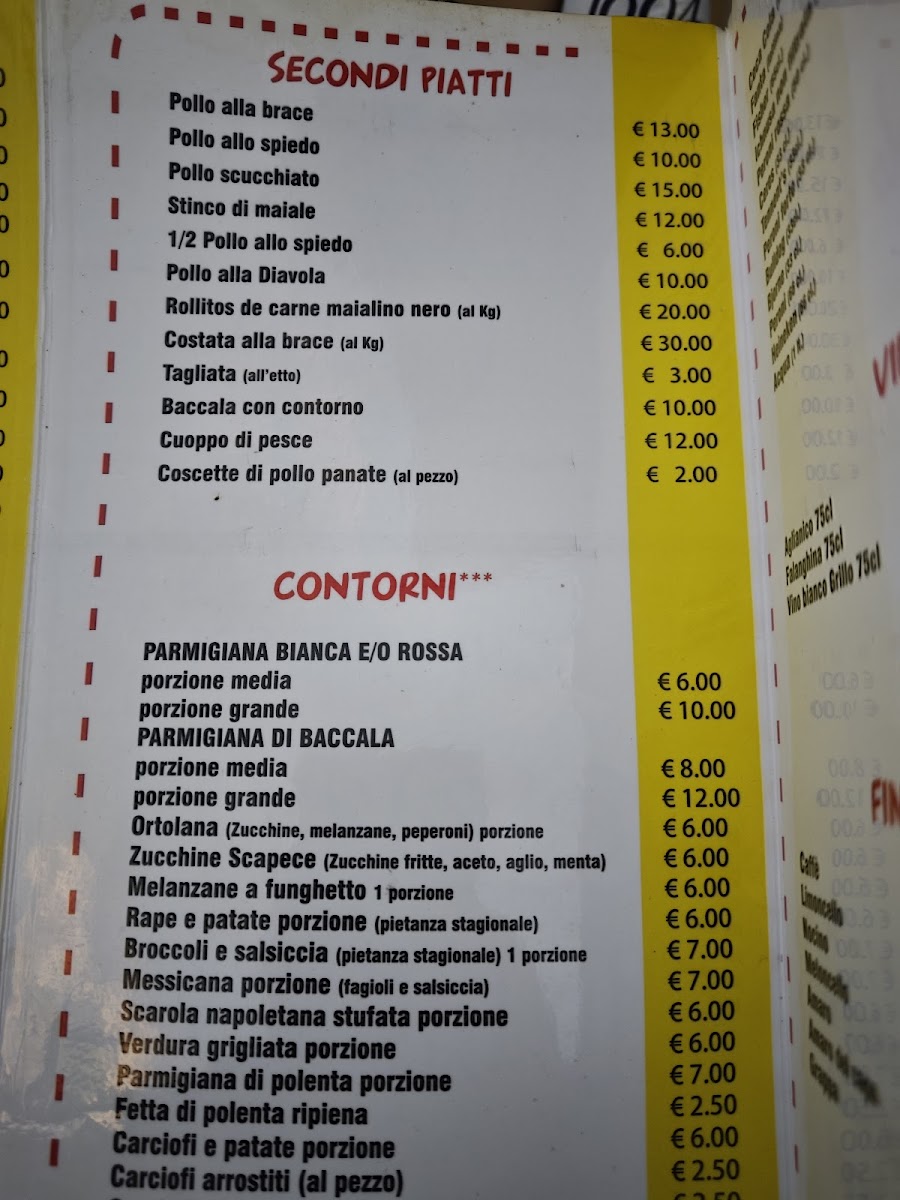 SECONDI PIATTI
Pollo alla brace € 13.00
Pollo allo spiedo € 10.00
Pollo scucchiato € 15.00
Stinco di maiale € 12.00
1/2 Pollo allo spiedo € 6.00
Pollo alla Diavola € 10.00
Rollitos de carne maialino nero (al Kg) € 20.00
Costata alla brace (al Kg) € 30.00
Tagliata (all'etto) € 3.00
Baccala con contorno € 10.00
Cuoppo di pesce € 12.00
Coscette di pollo panate (al pezzo) € 2.00
CONTORNI***
PARMIGIANA BIANCA E/O ROSSA
porzione media € 6.00
porzione grande € 10.00
PARMIGIANA DI BACCALA
porzione media € 8.00
porzione grande € 12.00
Ortolana (Zucchine, melanzane, peperoni) porzione € 6.00
Zucchine Scapece (Zucchine fritte, aceto, aglio, menta) € 6.00
Melanzane a funghetto 1 porzione € 6.00
Rape e patate porzione (pietanza stagionale) € 6.00
Broccoli e salsiccia (pietanza stagionale) 1 porzione € 7.00
Messicana porzione (fagioli e salsiccia) € 7.00
Scarola napoletana stufata porzione € 6.00
Verdura grigliata porzione € 6.00
Parmigiana di polenta porzione € 7.00
Fetta di polenta ripiena € 2.50
Carciofi e patate porzione € 6.00
Carciofi arrostiti (al pezzo) € 2.50
Aglianico 75cl
Falanghina 75cl
Vino bianco Grillo 75cl
Caffè
Limoncello
Nocino
Meloncello
Amaro
Amaro del
Grappa